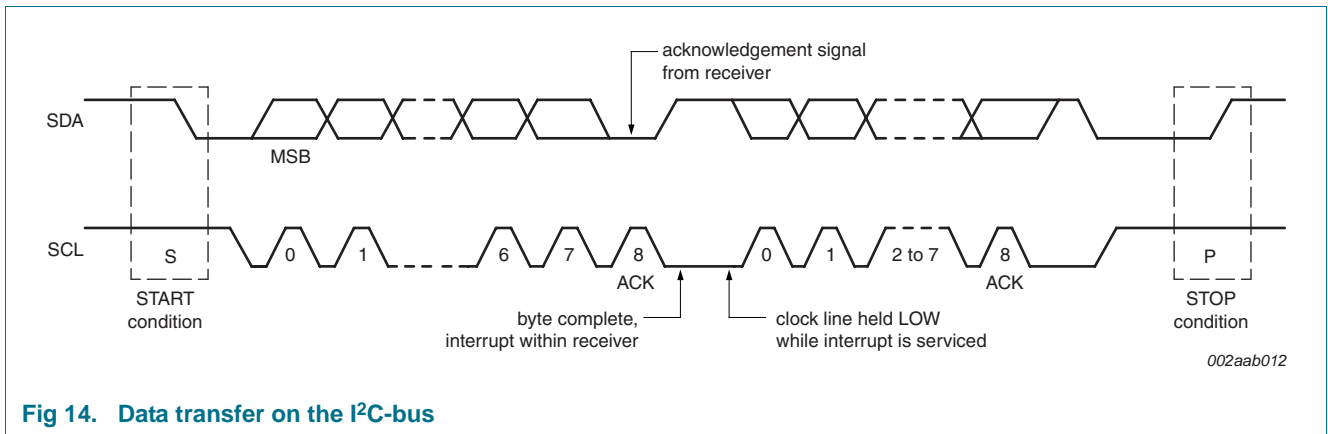 acknowledgement signal
from receiver
SDA
MSB
SCL
S
0
1
6
7
8
0
1
2 to 7
8
P
ACK
ACK
START
condition
byte complete,
interrupt within receiver
clock line held LOW
while interrupt is serviced
STOP
condition
002aab012
Fig 14. Data transfer on the I²C-bus